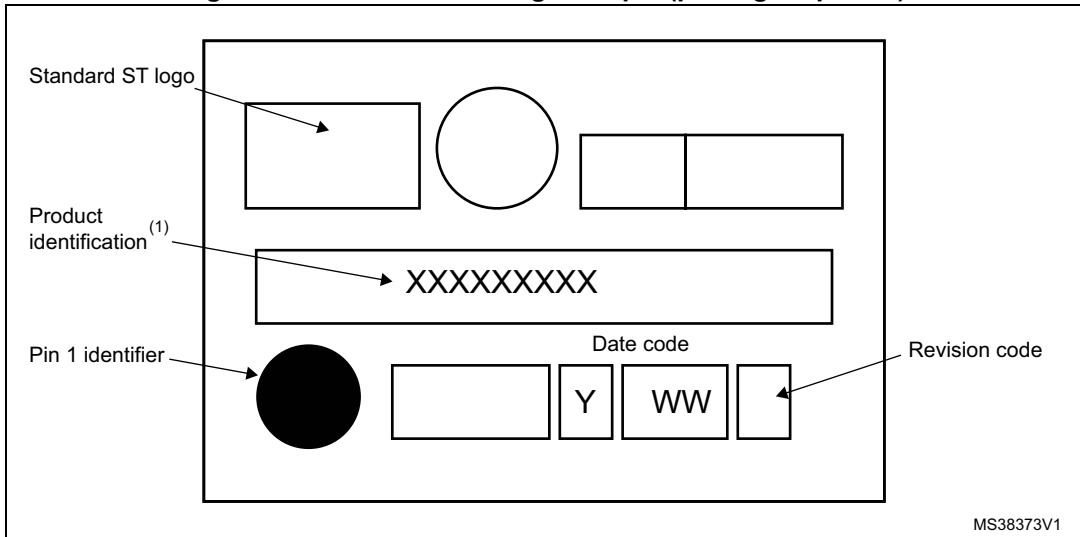 Standard ST logo
Product
identification(1)
XXXXXXXXX
Pin 1 identifier
Date code
Y
WW
Revision code
MS38373V1